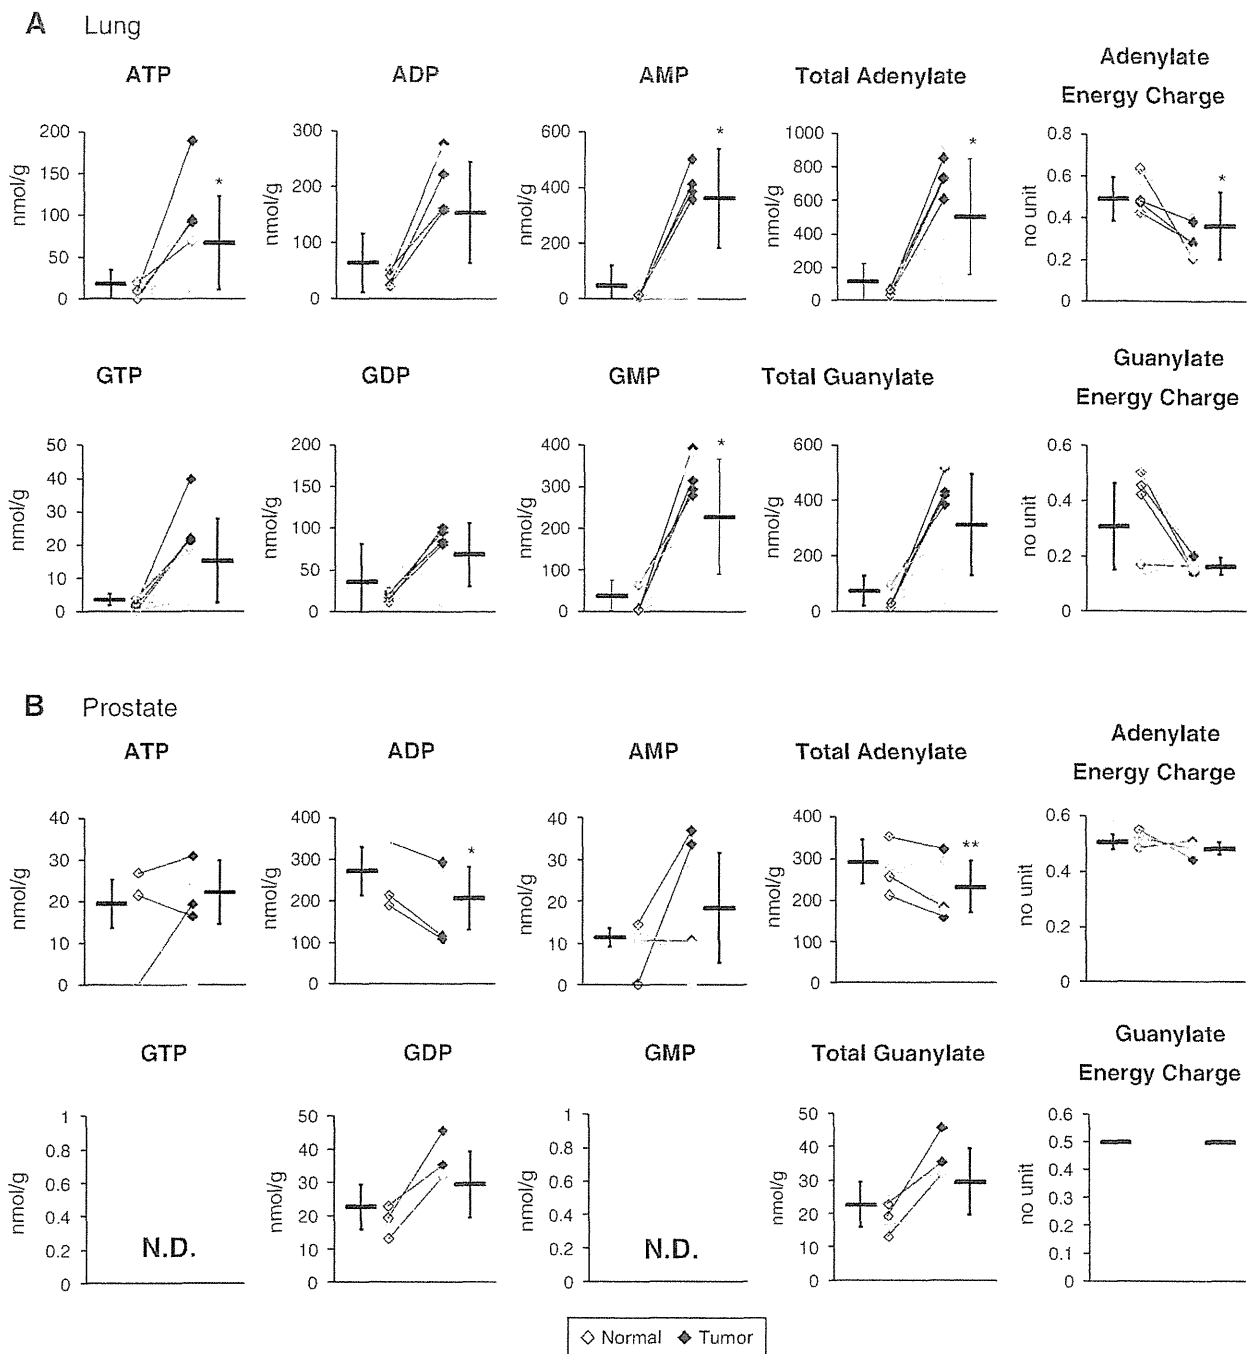 A Lung
ATP
ADP
AMP
Total Adenylate
Adenylate
Energy Charge
nmol/g
200
150
100
50
0
*
nmol/g
300
200
100
0
nmol/g
600
400
200
0
*
nmol/g
1000
800
600
400
200
0
*
no unit
0.8
0.6
0.4
0.2
0
*
GTP
GDP
GMP
Total Guanylate
Guanylate
Energy Charge
nmol/g
50
40
30
20
10
0
nmol/g
200
150
100
50
0
nmol/g
400
300
200
100
0
*
nmol/g
600
400
200
0
no unit
0.6
0.4
0.2
0
B Prostate
ATP
ADP
AMP
Total Adenylate
Adenylate
Energy Charge
nmol/g
40
30
20
10
0
nmol/g
400
300
200
100
0
*
nmol/g
40
30
20
10
0
nmol/g
400
300
200
100
0
**
no unit
0.6
0.4
0.2
0
GTP
GDP
GMP
Total Guanylate
Guanylate
Energy Charge
nmol/g
1
0.8
0.6
0.4
0.2
0
N.D.
nmol/g
50
40
30
20
10
0
nmol/g
1
0.8
0.6
0.4
0.2
0
N.D.
nmol/g
50
40
30
20
10
0
no unit
0.6
0.5
0.4
0.3
0.2
0.1
0
Normal Tumor